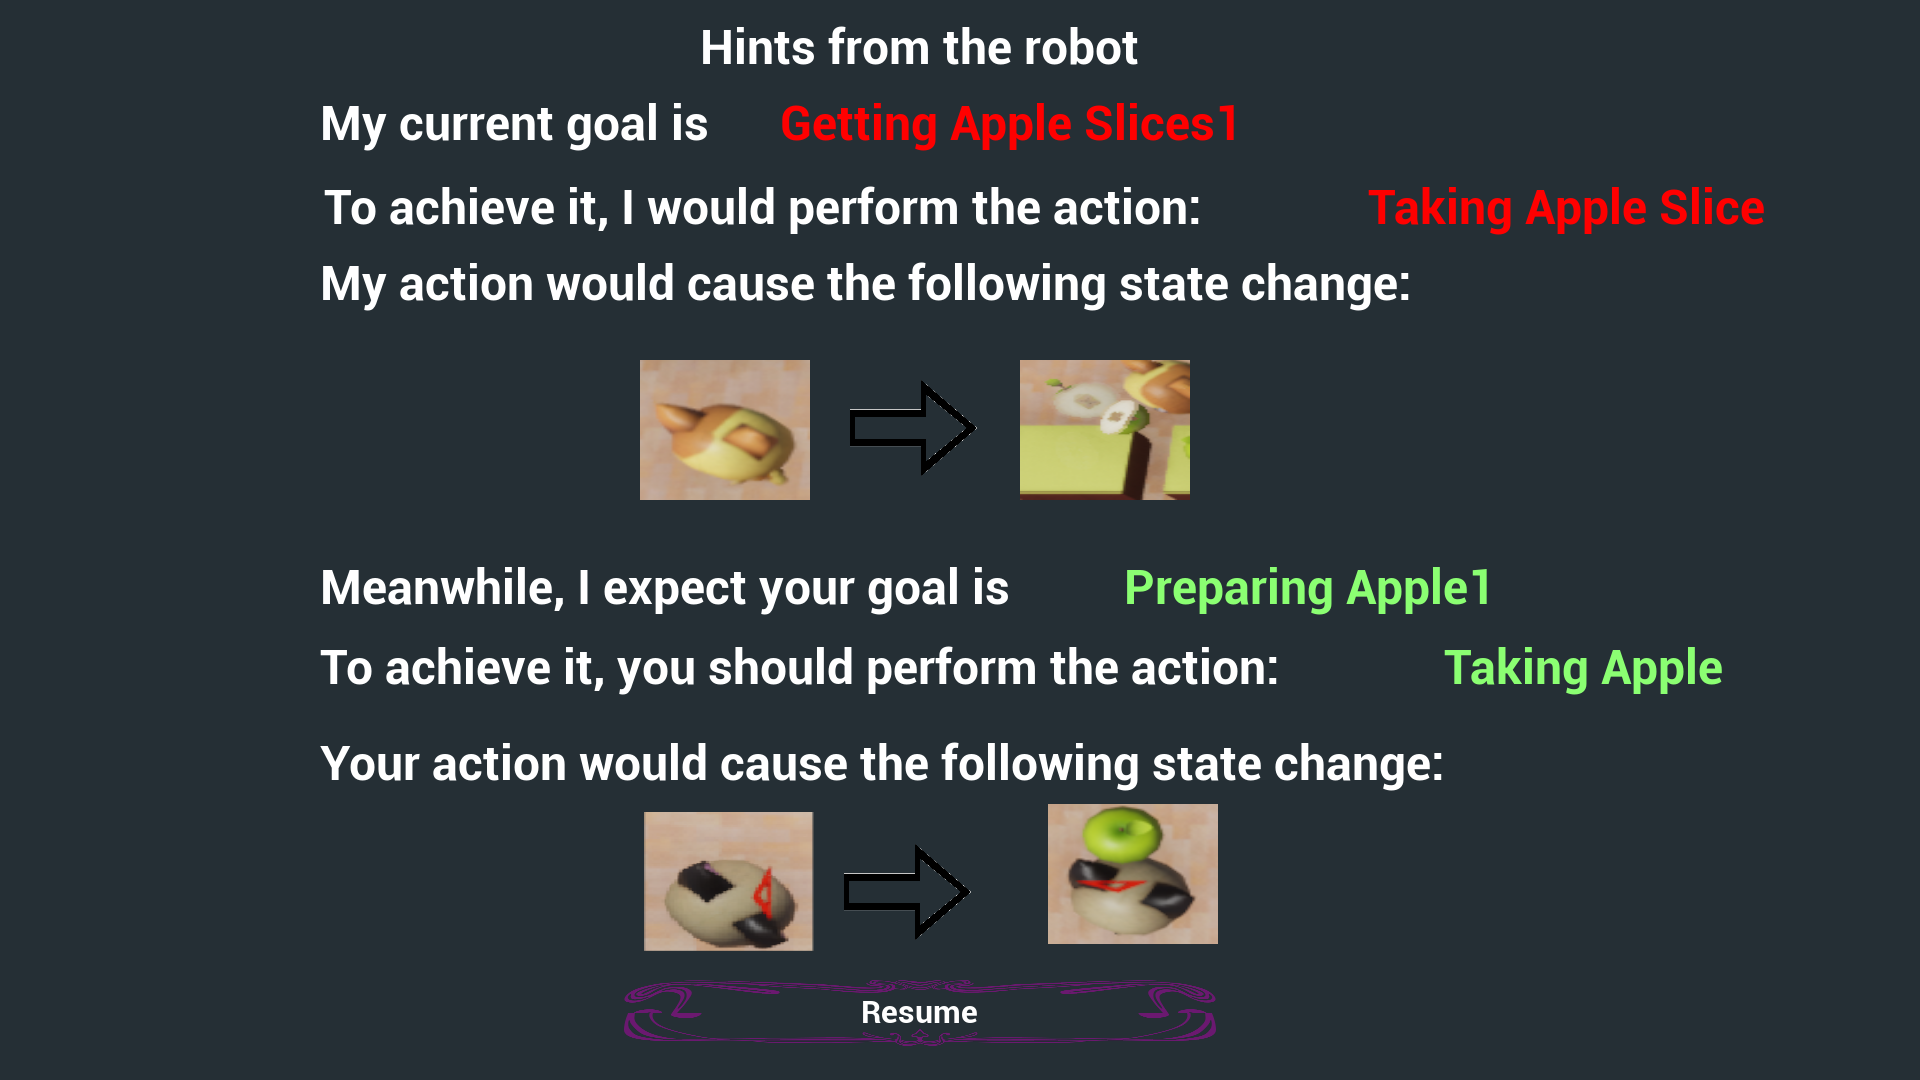 Hints from the robot
My current goal is Getting Apple Slices1
To achieve it, I would perform the action: Taking Apple Slice
My action would cause the following state change:
Meanwhile, I expect your goal is Preparing Apple1
To achieve it, you should perform the action: Taking Apple
Your action would cause the following state change:
Resume